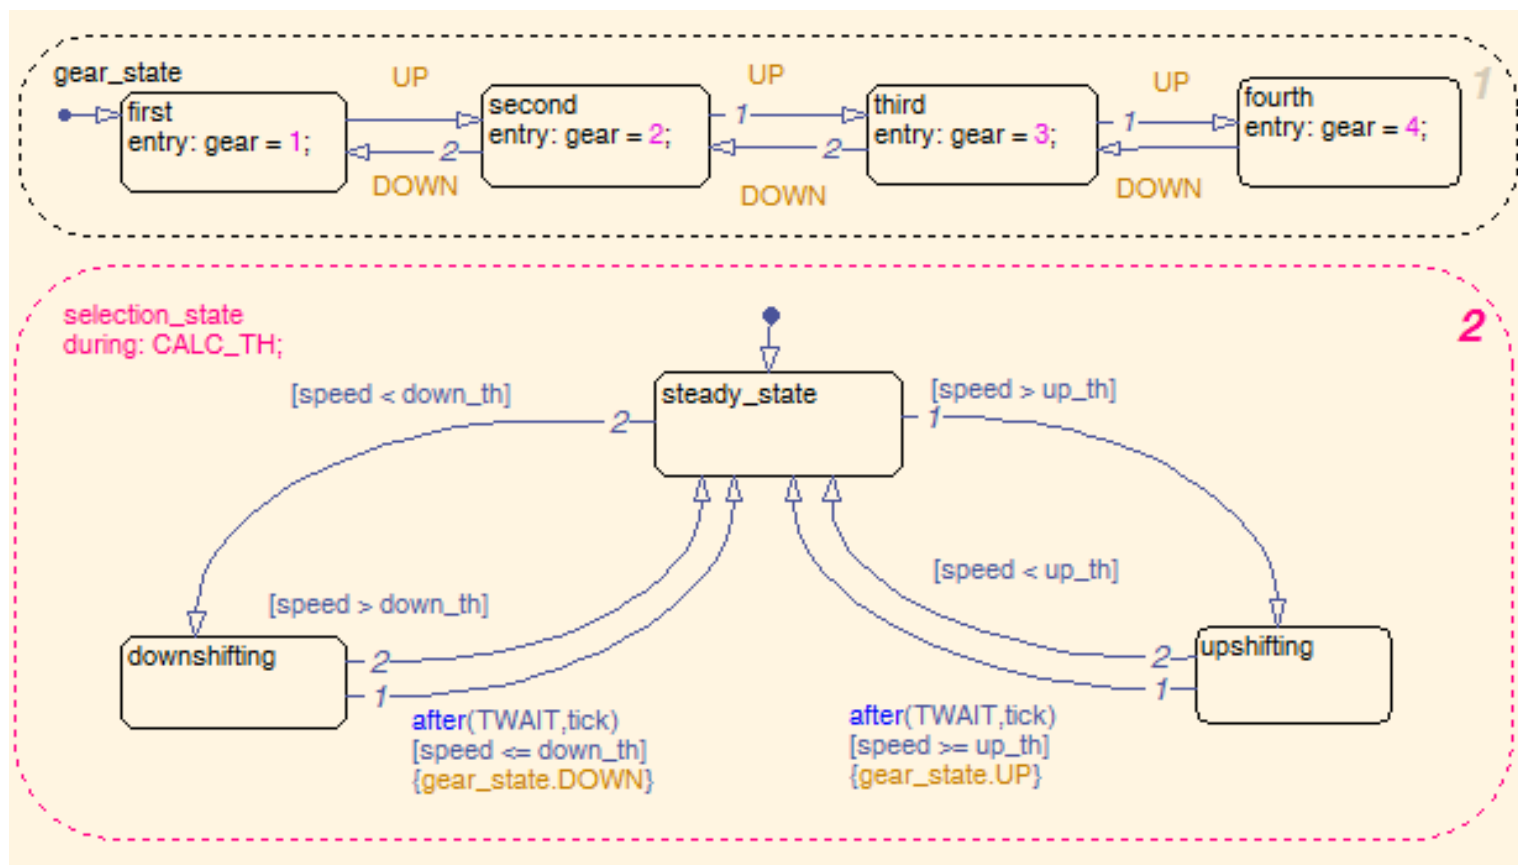 gear_state
1
UP
UP
UP
first
entry: gear = 1;
second
entry: gear = 2;
1
third
entry: gear = 3;
1
fourth
entry: gear = 4;
2
2
DOWN
DOWN
DOWN
selection_state
during: CALC_TH;
2
[speed < down_th]
2
steady_state
[speed > up_th]
1
[speed > down_th]
[speed < up_th]
downshifting
2
1
2
1
upshifting
after(TWAIT,tick)
[speed <= down_th]
{gear_state.DOWN}
after(TWAIT,tick)
[speed >= up_th]
{gear_state.UP}